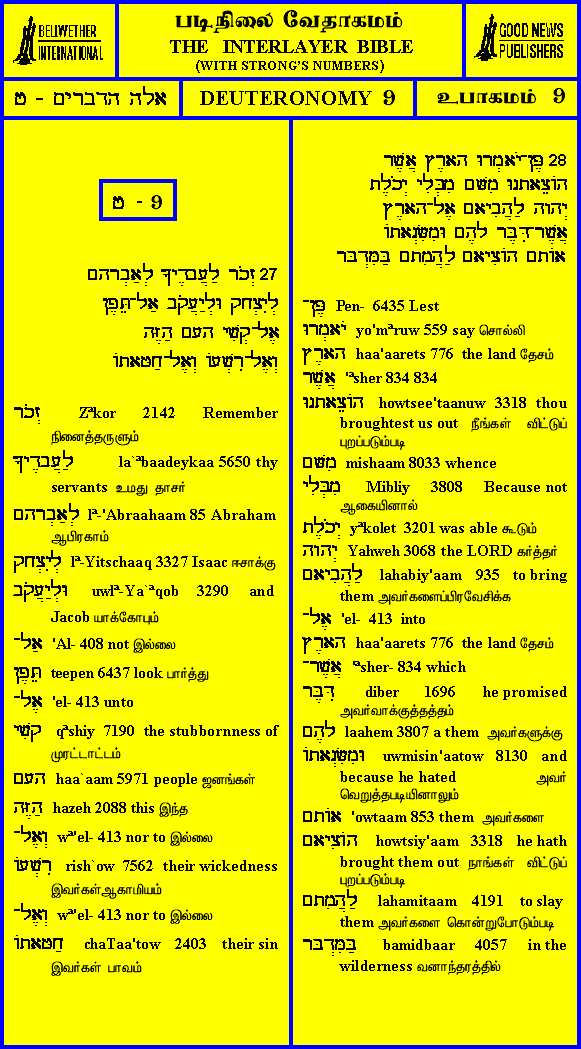 BELLWETHER
INTERNATIONAL
படிநிலை வேதாகமம்
THE INTERLAYER BIBLE
(WITH STRONG'S NUMBERS)
GOOD NEWS
PUBLISHERS
אלה הדברים - ט
DEUTERONOMY 9
உபாகமம் 9
ט - 9
27 זְכֹר לַעֲבָדֶיךָ לְאַבְרָהָם
לְיִצְחָק וּלְיַעֲקֹב אַל־תֵּפֶן
אֶל־קְשִׁי הָעָם הַזֶּה
וְאֶל־רִשְׁעוֹ וְאֶל־חַטָּאתוֹ
זְכֹר Zªkor 2142 Remember
நினைத்தருளும்
לַעֲבָדֶיךָ la`ªbaadeykaa 5650 thy
servants உமது தாசர்
לְאַבְרָהָם lª-'Abraahaam 85 Abraham
ஆபிரகாம்
לְיִצְחָק lª-Yitschaaq 3327 Isaac ஈசாக்கு
וּלְיַעֲקֹב uwlª-Ya`ªqob 3290 and
Jacob யாக்கோபும்
אַל־ 'Al- 408 not இல்லை
תֵּפֶן teepen 6437 look பார்த்து
אֶל־ 'el- 413 unto
קְשִׁי qªshiy 7190 the stubbornness of
முரட்டாட்டம்
הָעָם haa`aam 5971 people ஜனங்கள்
הַזֶּה hazeh 2088 this இந்த
וְאֶל־ wª'el- 413 nor to இல்லை
רִשְׁעוֹ rish`ow 7562 their wickedness
இவர்கள்ஆகாமியம்
וְאֶל־ wª'el- 413 nor to இல்லை
חַטָּאתוֹ chaTaa'tow 2403 their sin
இவர்கள் பாவம்
28 פֶּן־יֹאמְרוּ הָאָרֶץ אֲשֶׁר
הוֹצֵאתָנוּ מִשָּׁם מִבְּלִי יְכֹלֶת
יְהוָה לַהֲבִיאָם אֶל־הָאָרֶץ
אֲשֶׁר־דִּבֶּר לָהֶם וּמִשִּׂנְאָתוֹ
אוֹתָם הוֹצִיאָם לַהֲמִתָם בַּמִּדְבָּר
פֶּן־ Pen- 6435 Lest
יֹאמְרוּ yo'mªruw 559 say சொல்லி
הָאָרֶץ haa'aarets 776 the land தேசம்
אֲשֶׁר 'ªsher 834 834
הוֹצֵאתָנוּ howtsee'taanuw 3318 thou
broughtest us out நீங்கள் விட்டுப்
புறப்படும்படி
מִשָּׁם mishaam 8033 whence
מִבְּלִי Mibliy 3808 Because not
ஆகையினால்
יְכֹלֶת yªkolet 3201 was able கூடும்
יְהוָה Yahweh 3068 the LORD கர்த்தர்
לַהֲבִיאָם lahabiy'aam 935 to bring
them அவர்களைப்பிரவேசிக்க
אֶל־ 'el- 413 into
הָאָרֶץ haa'aarets 776 the land தேசம்
אֲשֶׁר־ ªsher- 834 which
דִּבֶּר diber 1696 he promised
அவர்வாக்குத்தத்தம்
לָהֶם laahem 3807 a them அவர்களுக்கு
וּמִשִּׂנְאָתוֹ uwmisin'aatow 8130 and
because he hated அவர்
வெறுத்தபடியினாலும்
אוֹתָם 'owtaam 853 them அவர்களை
הוֹצִיאָם howtsiy'aam 3318 he hath
brought them out நாங்கள் விட்டுப்
புறப்படும்படி
לַהֲמִתָם lahamitaam 4191 to slay
them அவர்களை கொன்றுபோடும்படி
בַּמִּדְבָּר bamidbaar 4057 in the
wilderness வனாந்தரத்தில்